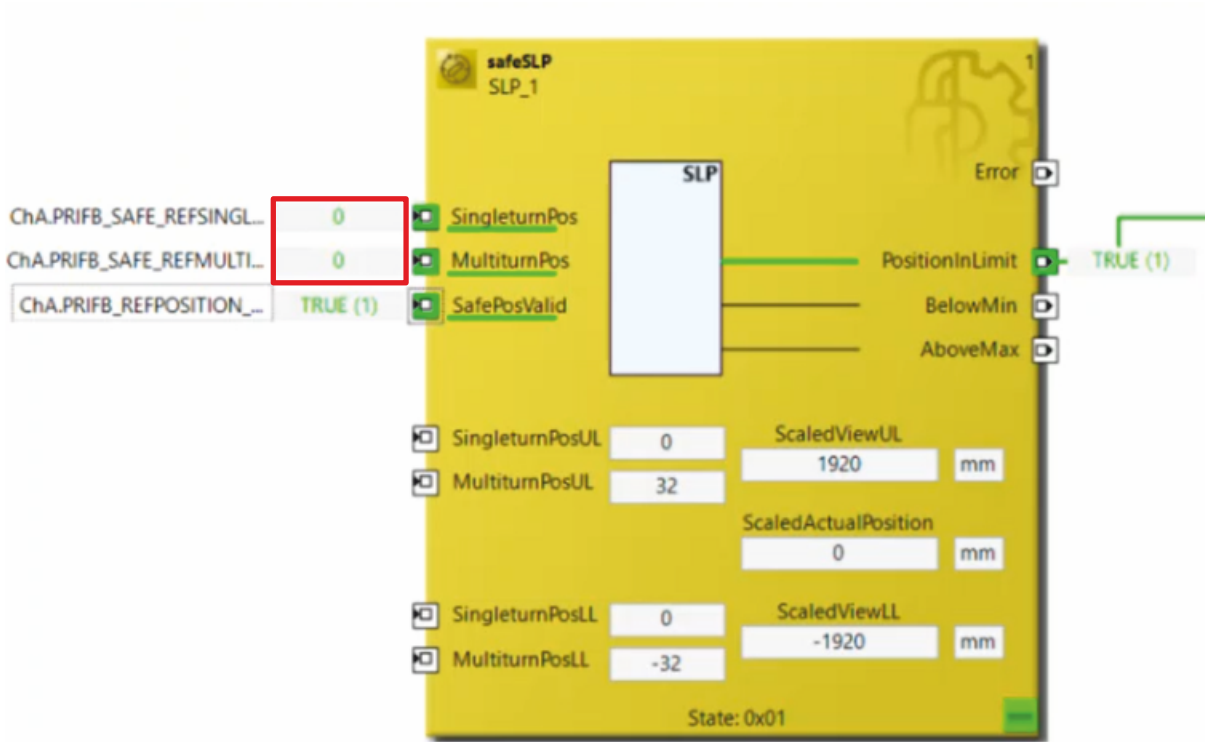 safeSLP
1
SLP_1
SLP
Error
ChA.PRIFB_SAFE_REFSINGL...
0
SingleturnPos
ChA.PRIFB_SAFE_REFMULTI...
0
MultiturnPos
PositionInLimit
TRUE (1)
ChA.PRIFB_REFPOSITION_...
TRUE (1)
SafePosValid
BelowMin
AboveMax
SingleturnPosUL
0
ScaledViewUL
1920
mm
MultiturnPosUL
32
ScaledActualPosition
0
mm
SingleturnPosLL
0
ScaledViewLL
-1920
mm
MultiturnPosLL
-32
State: 0x01